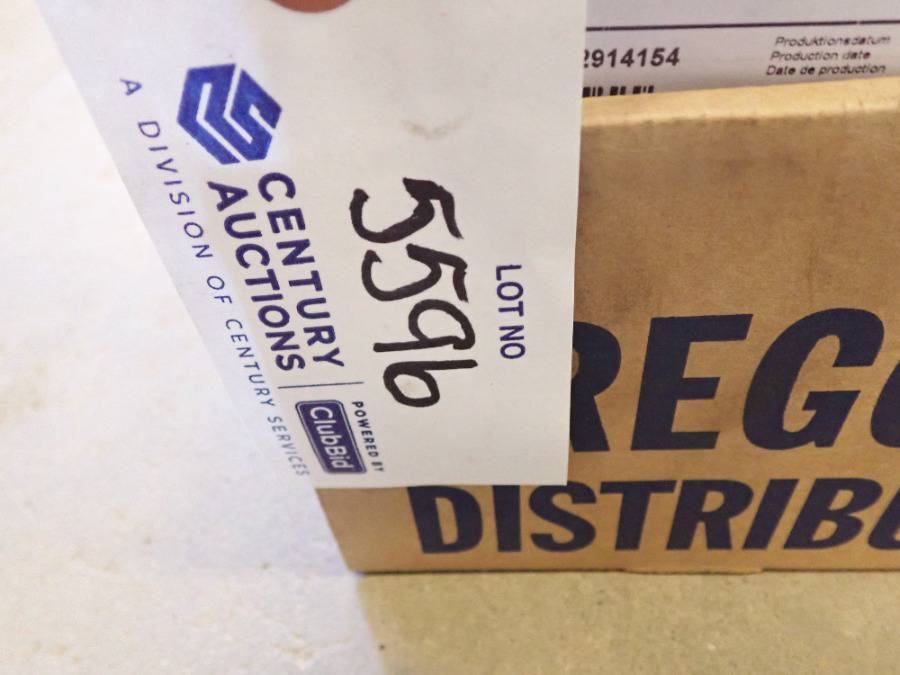 LOT NO
5596
CENTURY
AUCTIONS
A DIVISION OF CENTURY SERVICES
POWERED BY
ClubBid
2914154
Produktionsdatum
Production date
Date de production
REG
DISTRIB